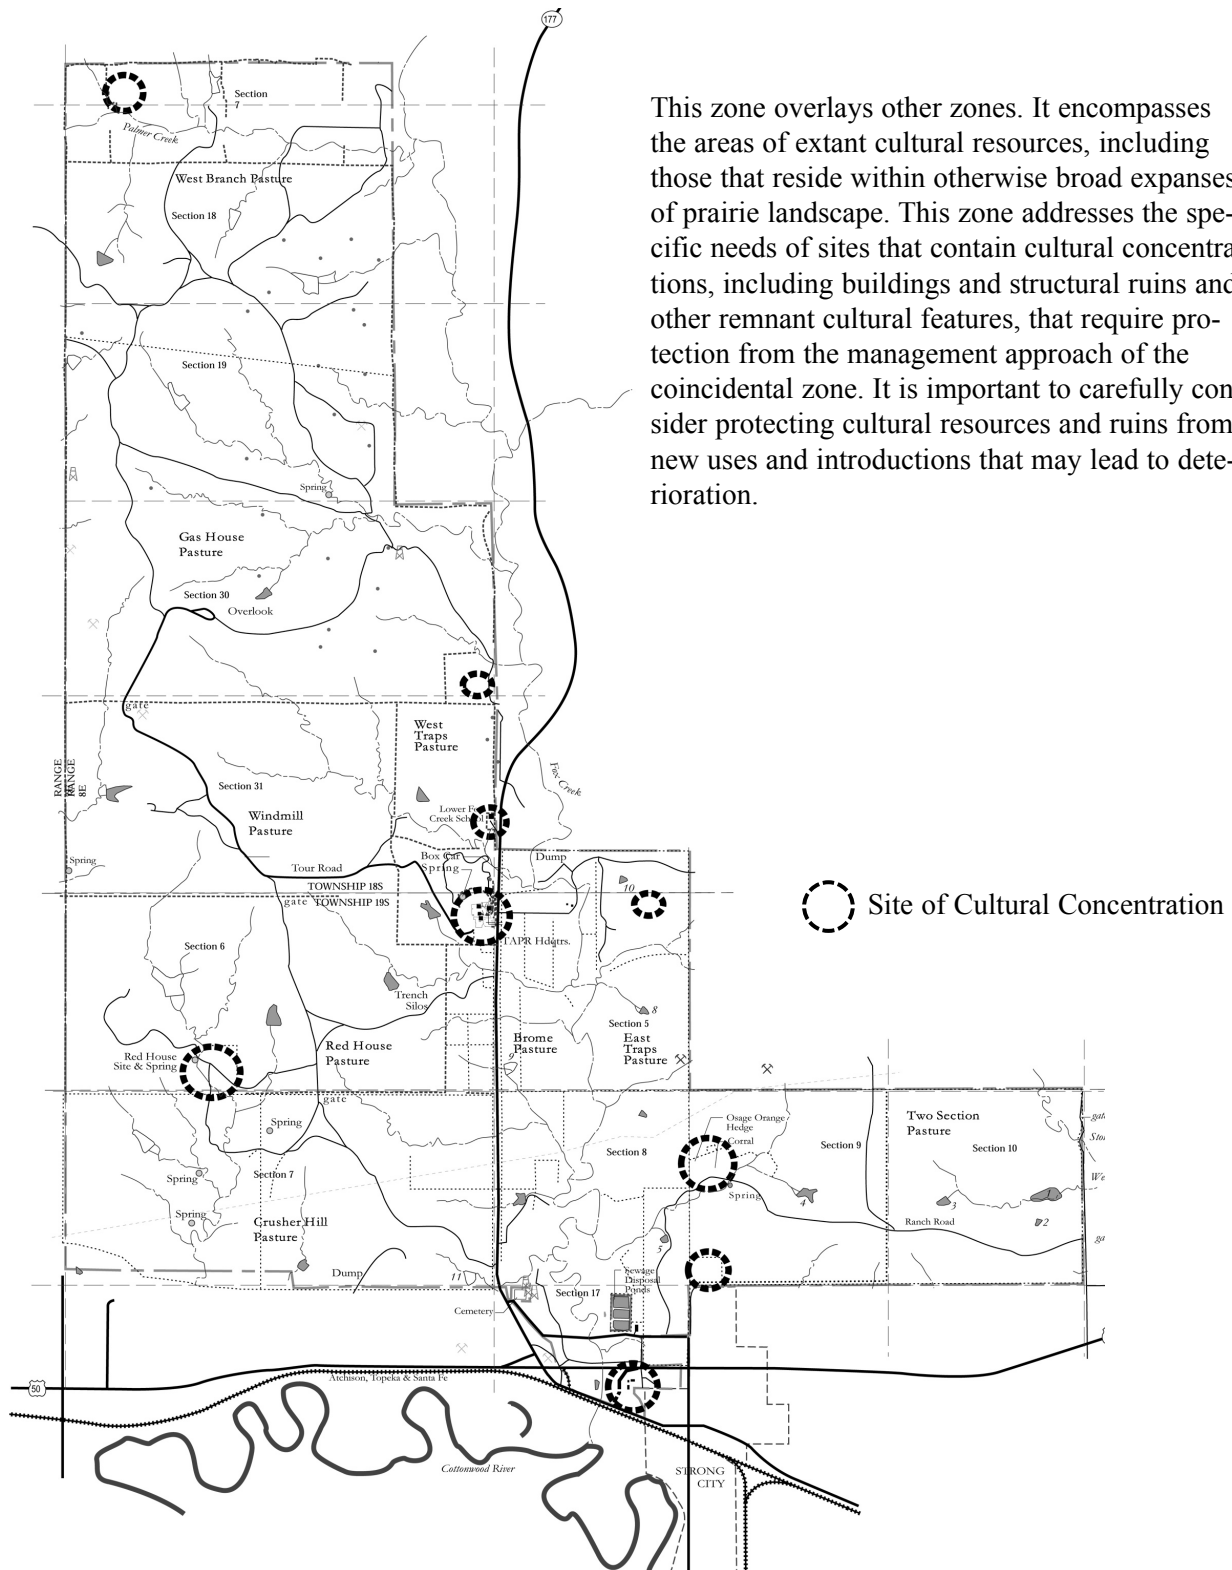 177
This zone overlays other zones. It encompasses
the areas of extant cultural resources, including
those that reside within otherwise broad expanses
of prairie landscape. This zone addresses the spe-
cific needs of sites that contain cultural concentra
tions, including buildings and structural ruins and
other remnant cultural features, that require pro-
tection from the management approach of the
coincidental zone. It is important to carefully con
sider protecting cultural resources and ruins from
new uses and introductions that may lead to dete-
rioration.
Section
7
Palmer Creek
West Branch Pasture
Section 18
Section 19
Spring
Gas House
Pasture
Section 30
Overlook
gate
West
Traps
Pasture
RANGE
RANGE
8E
Section 31
Windmill
Pasture
Fox Creek
Lower Fo
Creek School
Box Car
Spring
Dump
Spring
Tour Road
TOWNSHIP 18S
gate
TOWNSHIP 19S
10
Site of Cultural Concentration
TAPR Hdqtrs.
Section 6
Trench
Silos
8
Section 5
Red House
Pasture
Brome
Pasture
East
Traps
Pasture
9
Red House
Site & Spring
gate
Spring
Osage Orange
Hedge
Corral
Two Section
Pasture
gat
Sto
Section 8
Section 9
Section 10
Section 7
Spring
We
Spring
4
3
2
7
Spring
Crusher Hill
Pasture
Ranch Road
ga
5
Dump
11
Sewage
Disposal
Ponds
Section 17
Cemetery
50
Atchison, Topeka & Santa Fe
Cottonwood River
STRONG
CITY